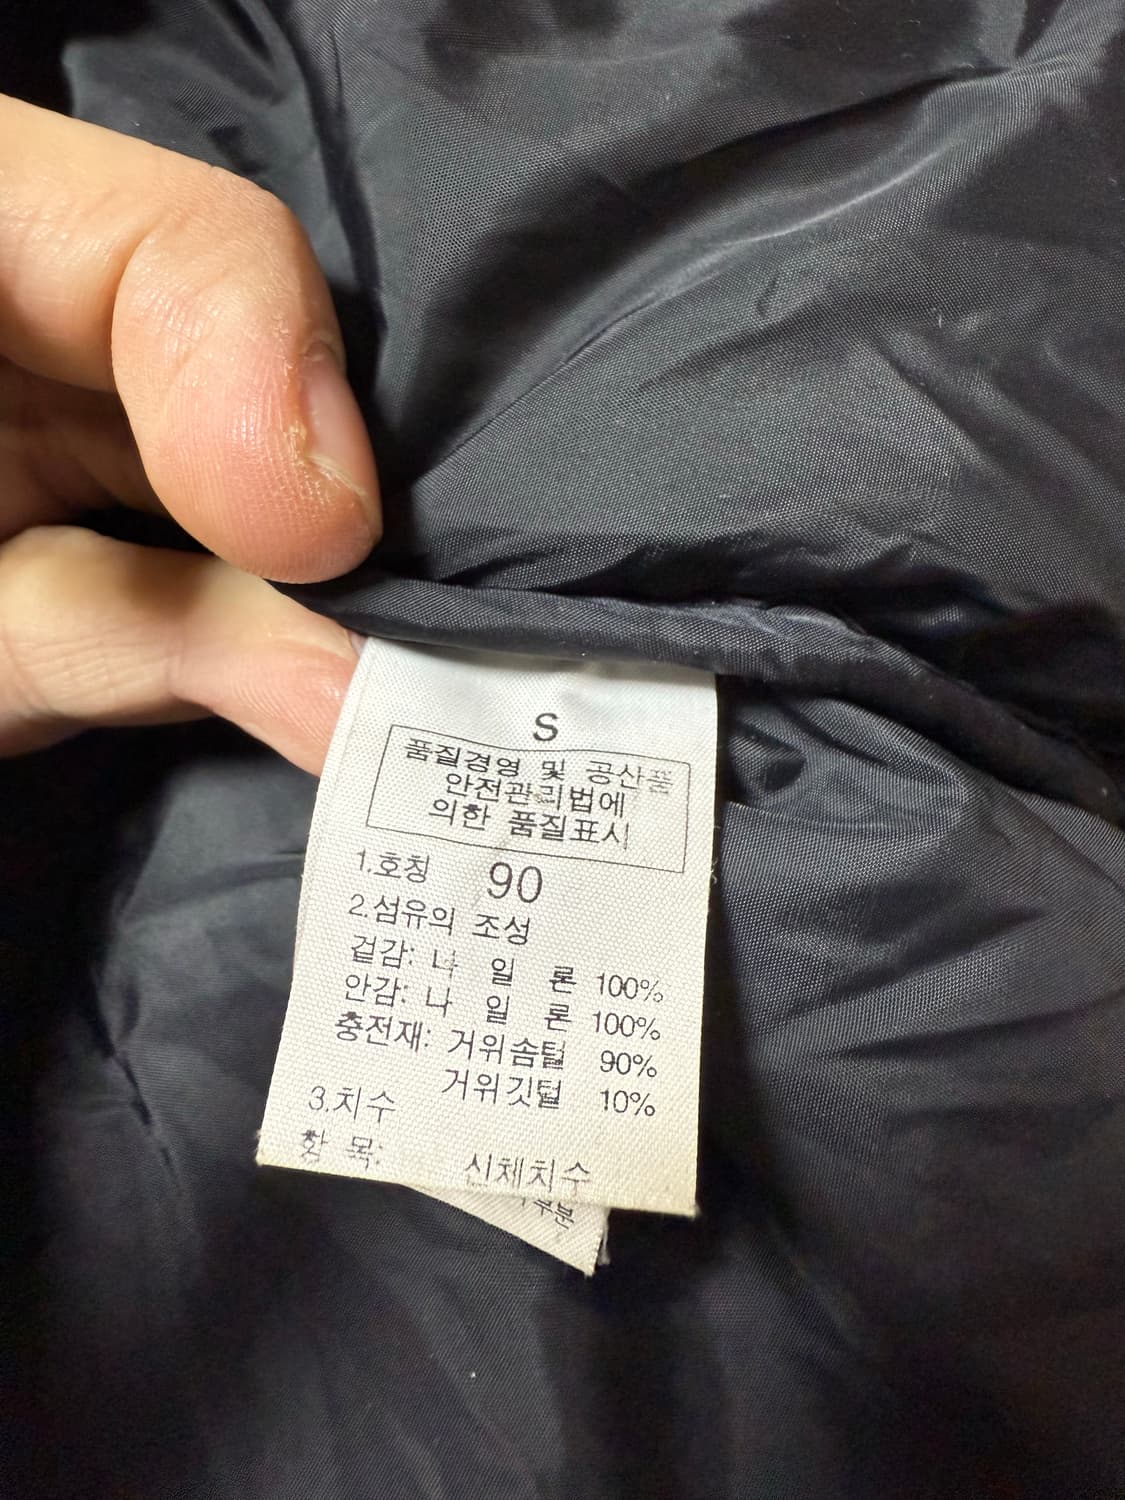 S
품질경영 및 공산품
안전관리법에
의한 품질표시
1.호칭 90
2.섬유의 조성
겉감: 나 일 론 100%
안감: 나 일 론 100%
충전재: 거위솜털 90%
거위깃털 10%
3.치수
항 목: 신체치수
부분